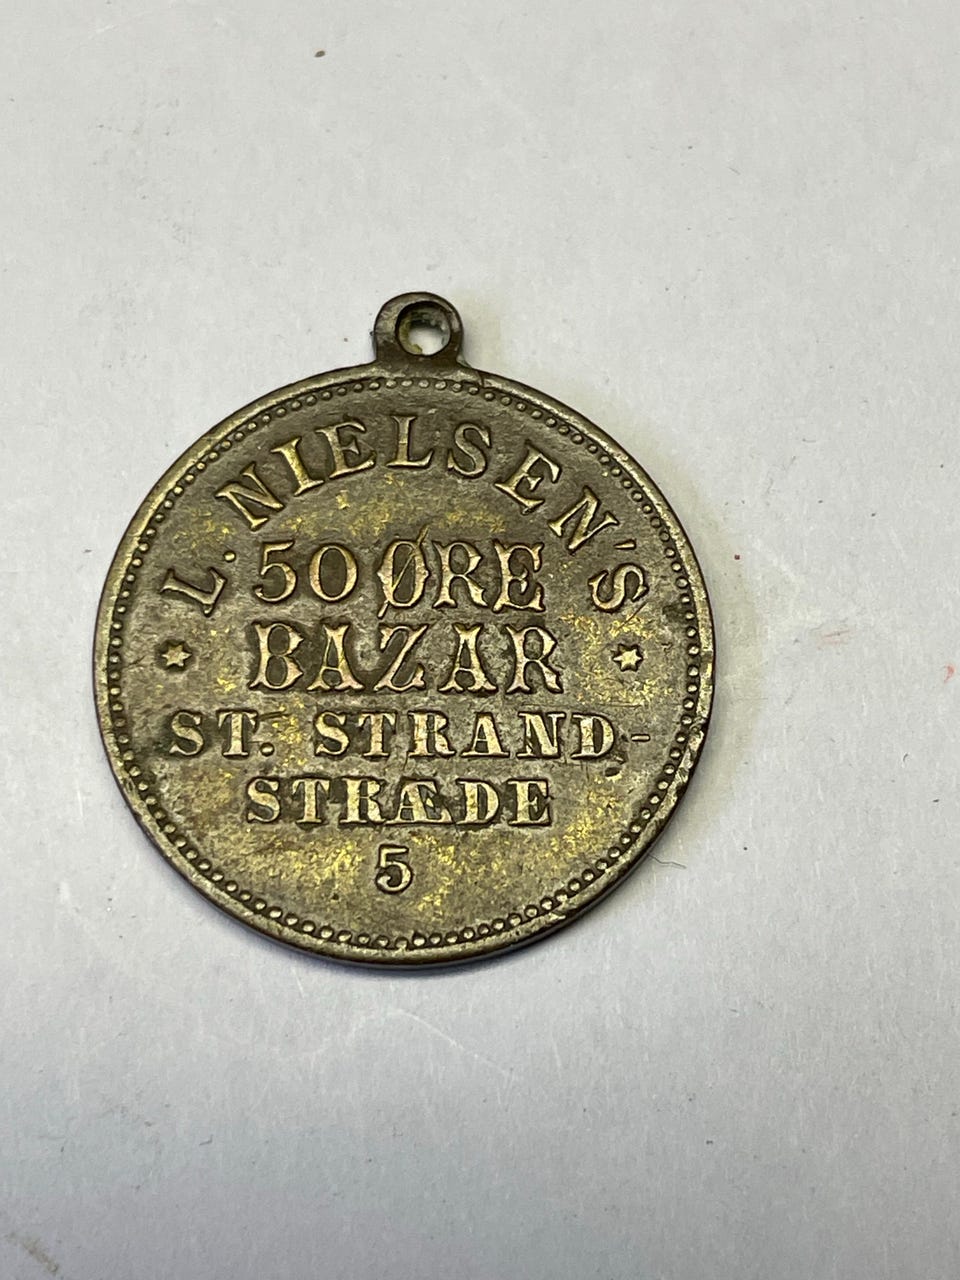 L. NIELSEN'S
50 ØRE
BAZAR
ST. STRAND-
STRÆDE
5